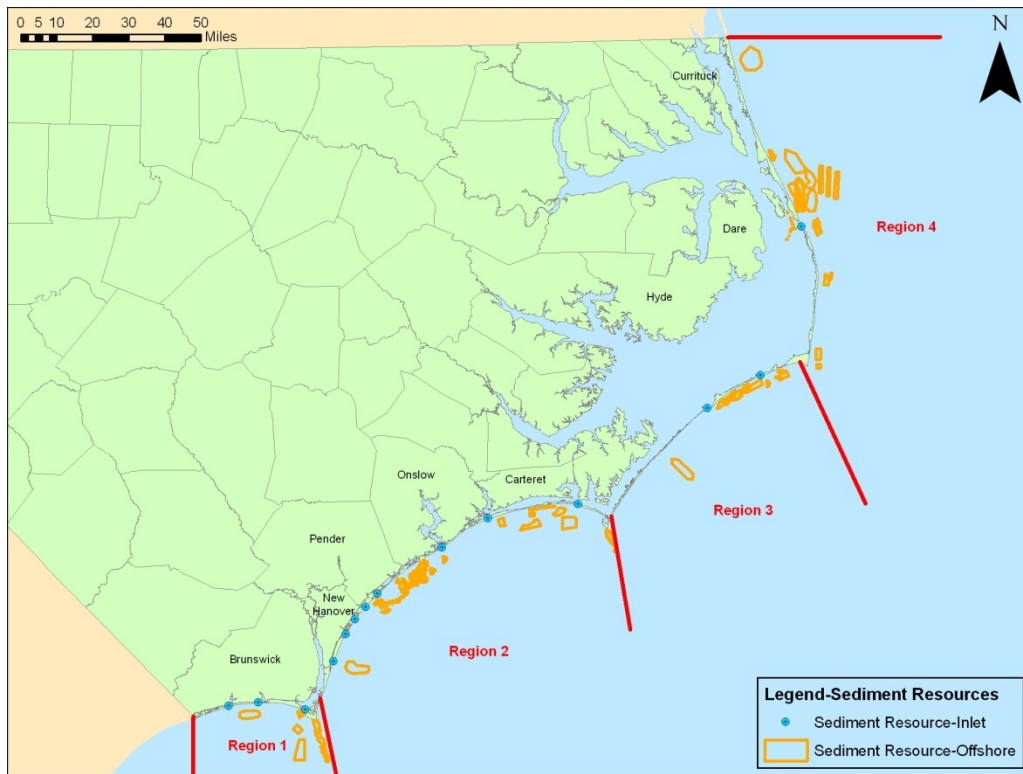 0 5 10 20 30 40 50
Miles
N
Currituck
Dare
Region 4
Hyde
Onslow
Carteret
Region 3
Pender
New
Hanover
Region 2
Brunswick
Region 1
Legend-Sediment Resources
Sediment Resource-Inlet
Sediment Resource-Offshore